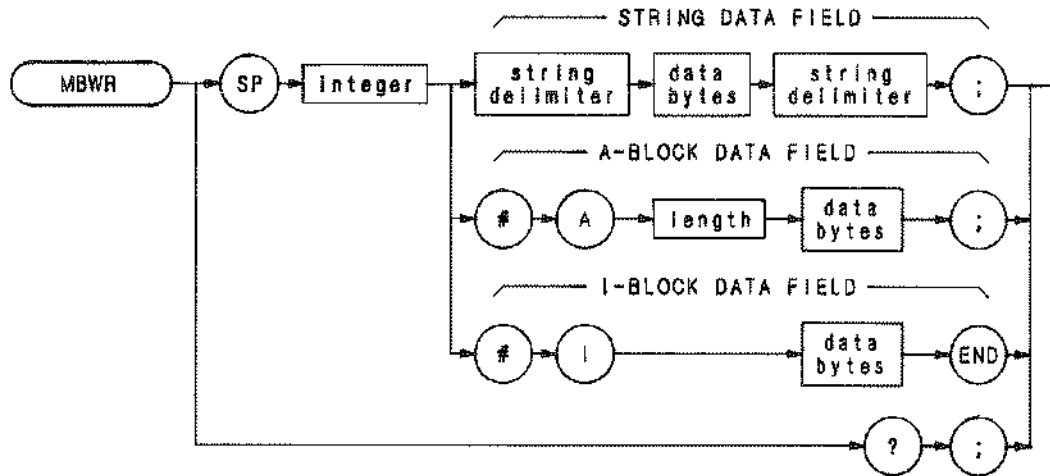 STRING DATA FIELD
MBWR SP integer string delimiter data bytes string delimiter ;
A-BLOCK DATA FIELD
# A length data bytes ;
I-BLOCK DATA FIELD
# I data bytes END
? ;